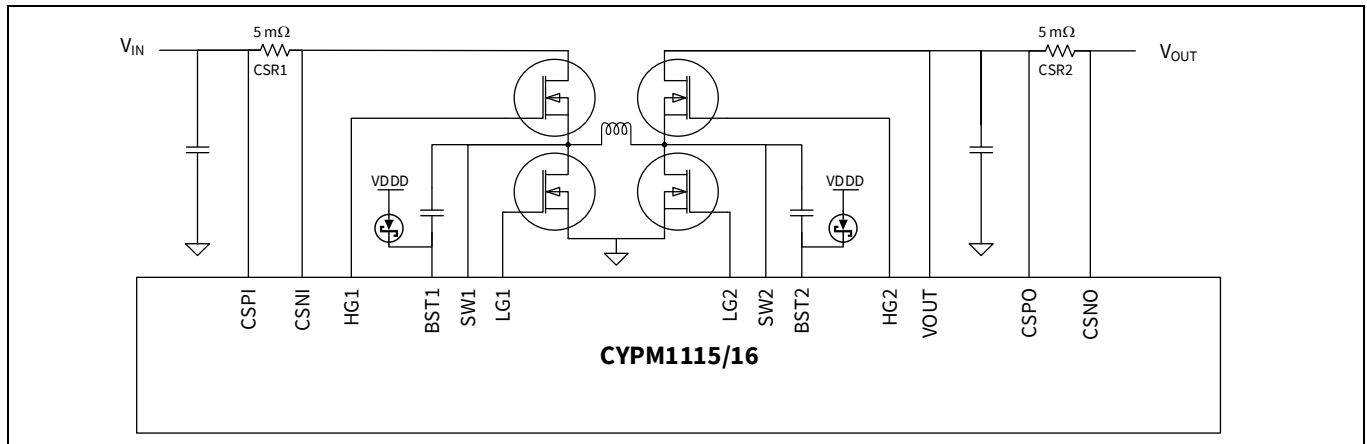 5 mΩ
5 mΩ
V_IN
V_OUT
CSR1
CSR2
VDDD
VDDD
CSPI
CSNI
HG1
BST1
SW1
LG1
LG2
SW2
BST2
HG2
VOUT
CSPO
CSNO
CYPM1115/16